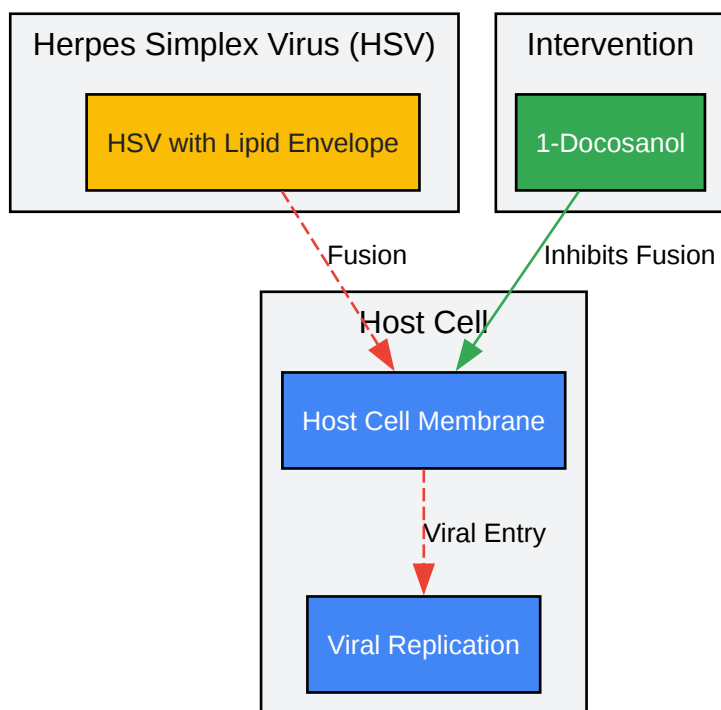 Herpes Simplex Virus (HSV)
Intervention
HSV with Lipid Envelope
1-Docosanol
Fusion
Inhibits Fusion
Host Cell
Host Cell Membrane
Viral Entry
Viral Replication